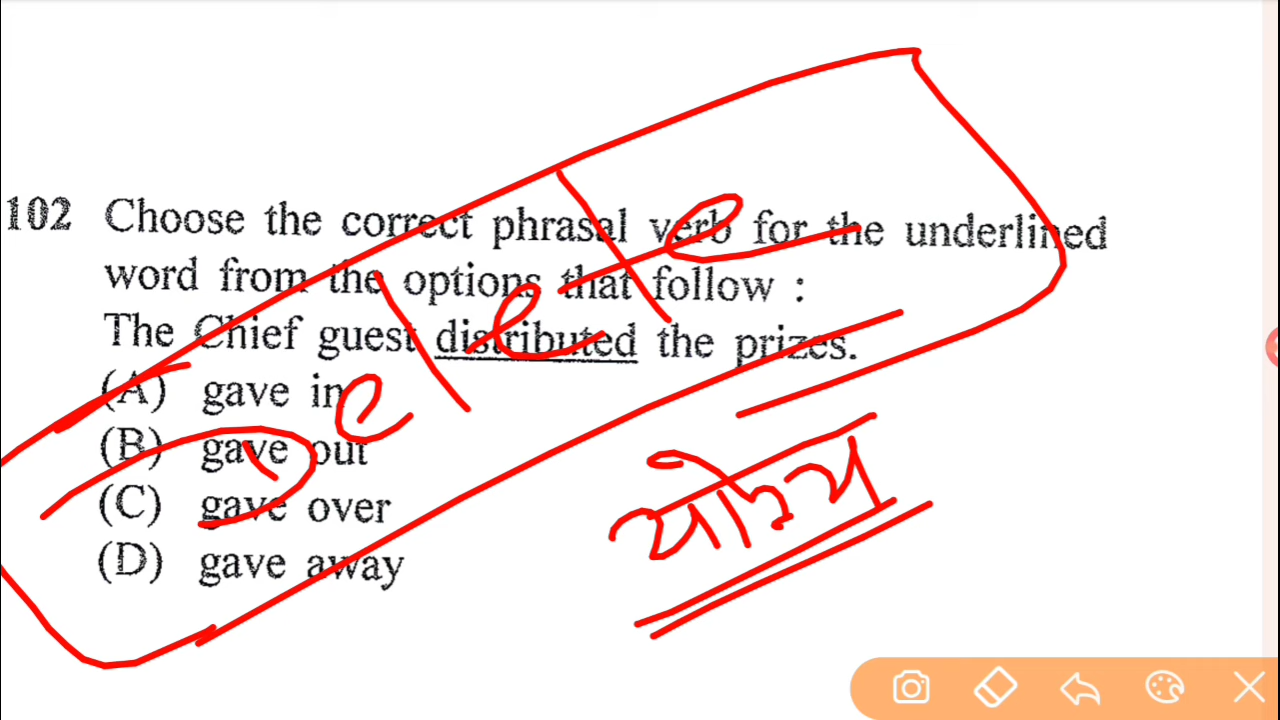 102 Choose the correct phrasal verb for the underlined
word from the options that follow :
The Chief guest distributed the prizes.
(A) gave in
(B) gave out
(C) gave over
(D) gave away
Delete
योग्य